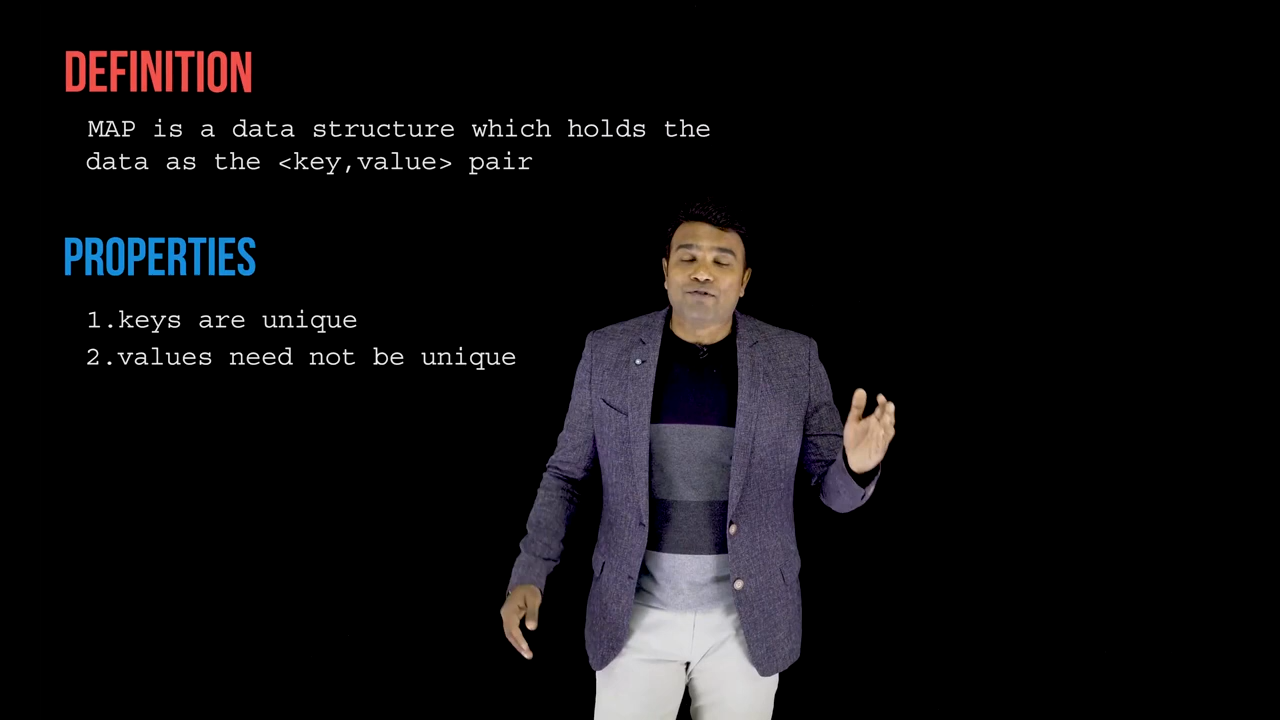 DEFINITION
MAP is a data structure which holds the
data as the <key,value> pair
PROPERTIES
1.keys are unique
2.values need not be unique